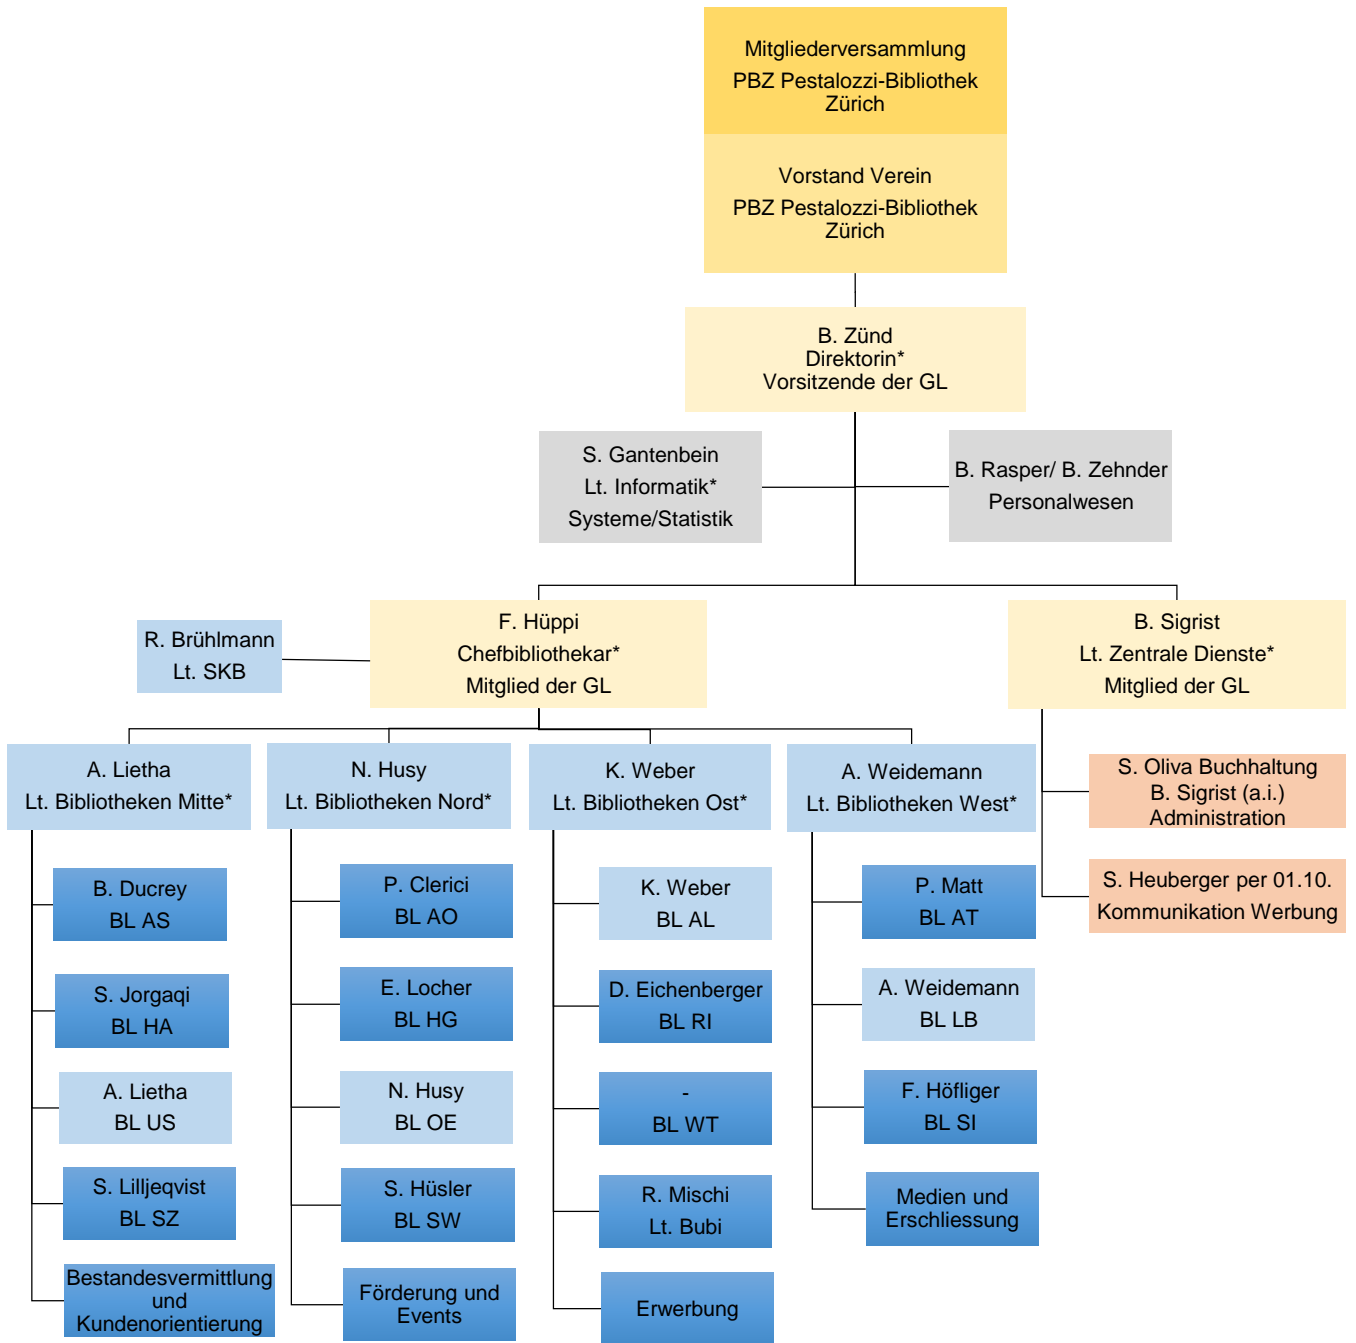 Mitgliederversammlung
PBZ Pestalozzi-Bibliothek
Zürich
Vorstand Verein
PBZ Pestalozzi-Bibliothek
Zürich
B. Zünd
Direktorin*
Vorsitzende der GL
S. Gantenbein
Lt. Informatik*
Systeme/Statistik
B. Rasper/ B. Zehnder
Personalwesen
R. Brühlmann
Lt. SKB
F. Hüppi
Chefbibliothekar*
Mitglied der GL
B. Sigrist
Lt. Zentrale Dienste*
Mitglied der GL
A. Lietha
Lt. Bibliotheken Mitte*
N. Husy
Lt. Bibliotheken Nord*
K. Weber
Lt. Bibliotheken Ost*
A. Weidemann
Lt. Bibliotheken West*
S. Oliva Buchhaltung
B. Sigrist (a.i.)
Administration
S. Heuberger per 01.10.
Kommunikation Werbung
B. Ducrey
BL AS
S. Jorgaqi
BL HA
A. Lietha
BL US
S. Lilljeqvist
BL SZ
Bestandesvermittlung
und
Kundenorientierung
P. Clerici
BL AO
E. Locher
BL HG
N. Husy
BL OE
S. Hüsler
BL SW
Förderung und
Events
K. Weber
BL AL
D. Eichenberger
BL RI
-
BL WT
R. Mischi
Lt. Bubi
Erwerbung
P. Matt
BL AT
A. Weidemann
BL LB
F. Höfliger
BL SI
Medien und
Erschliessung